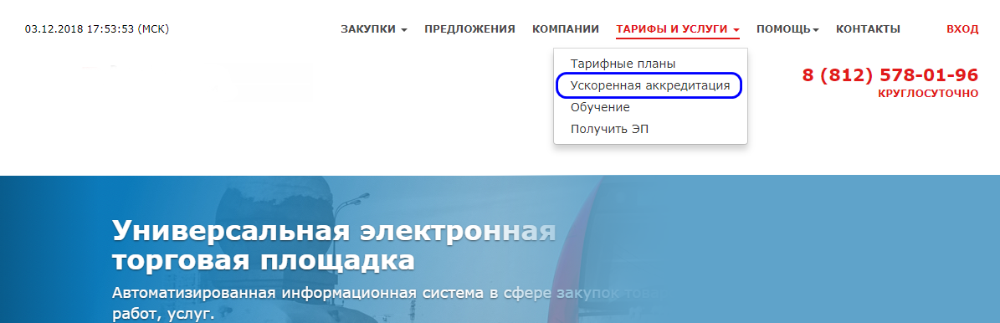 03.12.2018 17:53:53 (МСК) ЗАКУПКИ ПРЕДЛОЖЕНИЯ КОМПАНИИ ТАРИФЫ И УСЛУГИ ПОМОЩЬ КОНТАКТЫ ВХОД
Тарифные планы
Ускоренная аккредитация
Обучение
Получить ЭП
8 (812) 578-01-96
КРУГЛОСУТОЧНО
Универсальная электронная
торговая площадка
Автоматизированная информационная система в сфере закупок
работ, услуг.